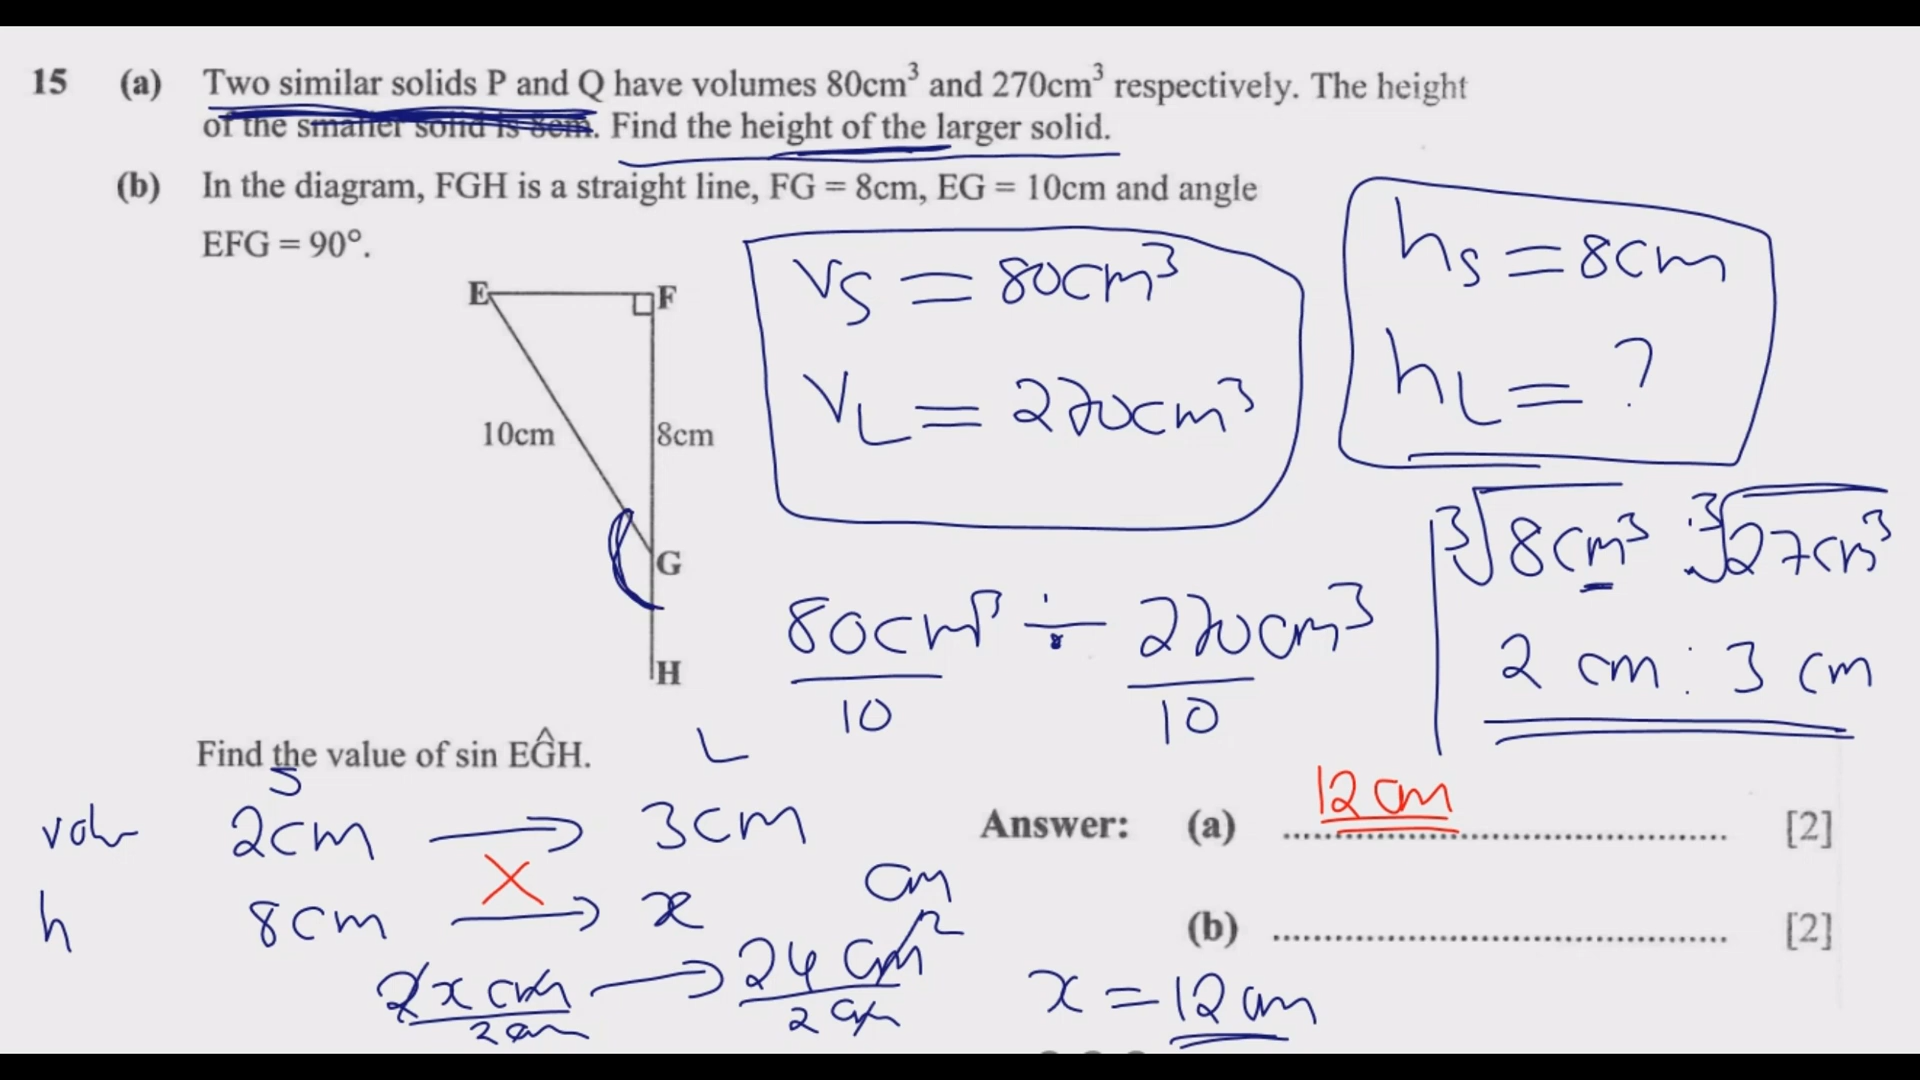 15 (a) Two similar solids P and Q have volumes 80cm³ and 270cm³ respectively. The height
of the smaller solid is 8cm. Find the height of the larger solid.
(b) In the diagram, FGH is a straight line, FG = 8cm, EG = 10cm and angle
EFG = 90°.
E F
10cm 8cm
G
H
Vs = 80cm³
VL = 270cm³
hs = 8cm
hL = ?
³√8cm³ : ³√27cm³
2 cm : 3 cm
80cm³ ÷ 270cm³
10 10
Find the value of sin EĜH.
S L
vol 2cm → 3cm
h 8cm → x
X
cm
2x cm → 24 cm²
2cm 2cm
x = 12cm
Answer: (a) 12cm [2]
(b) [2]